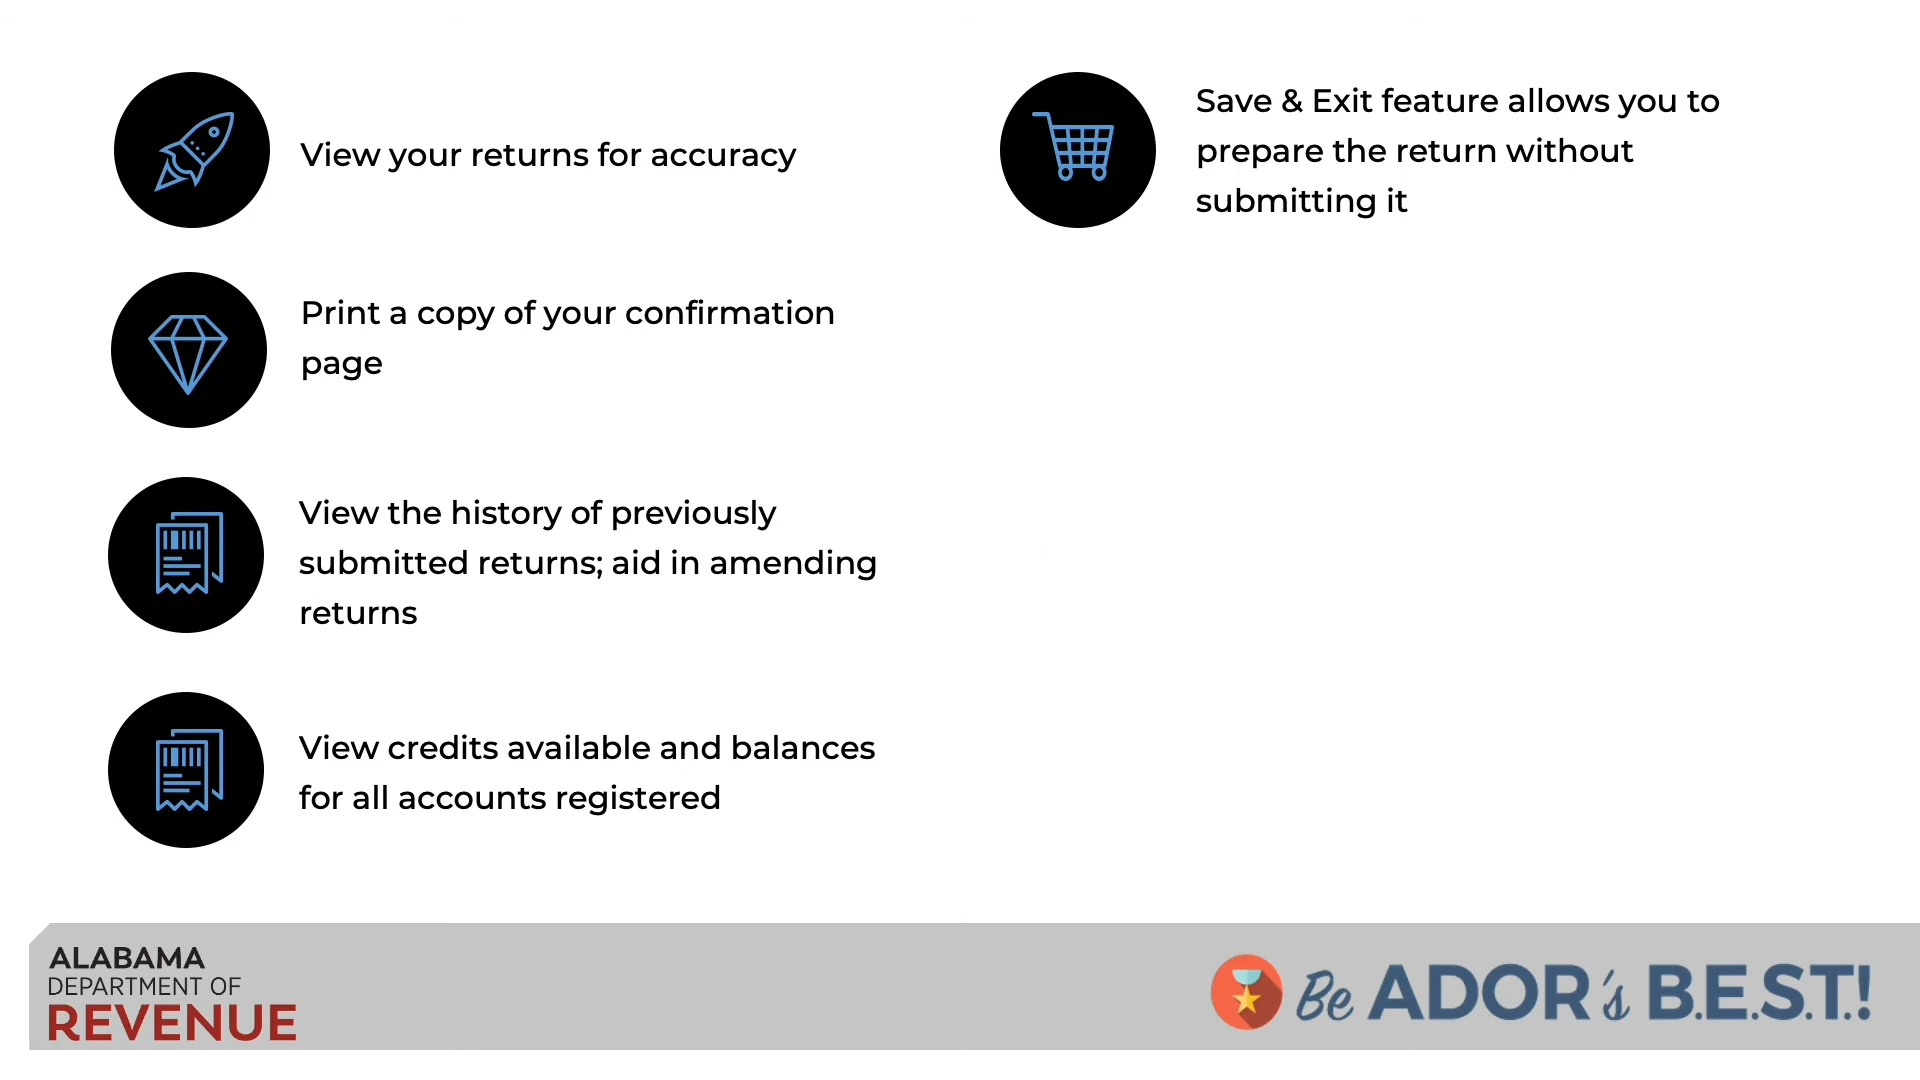 View your returns for accuracy
Print a copy of your confirmation
page
View the history of previously
submitted returns; aid in amending
returns
View credits available and balances
for all accounts registered
Save & Exit feature allows you to
prepare the return without
submitting it
ALABAMA
DEPARTMENT OF
REVENUE
Be ADOR's B.E.S.T.!